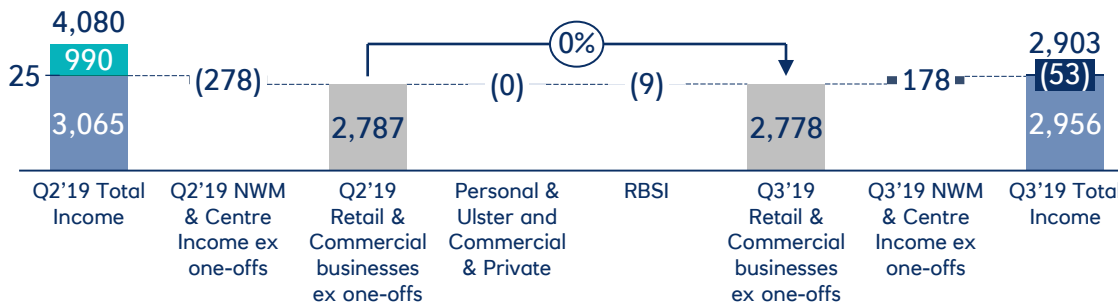 4,080
990
25
3,065
(278)
2,787
0%
(0)
(9)
2,778
178
2,903
(53)
2,956
Q2'19 Total
Income
Q2'19 NWM
& Centre
Income ex
one-offs
Q2'19
Retail &
Commercial
businesses
ex one-offs
Personal &
Ulster and
Commercial
& Private
RBSI
Q3'19
Retail &
Commercial
businesses
ex one-offs
Q3'19 NWM
& Centre
Income ex
one-offs
Q3'19 Total
Income